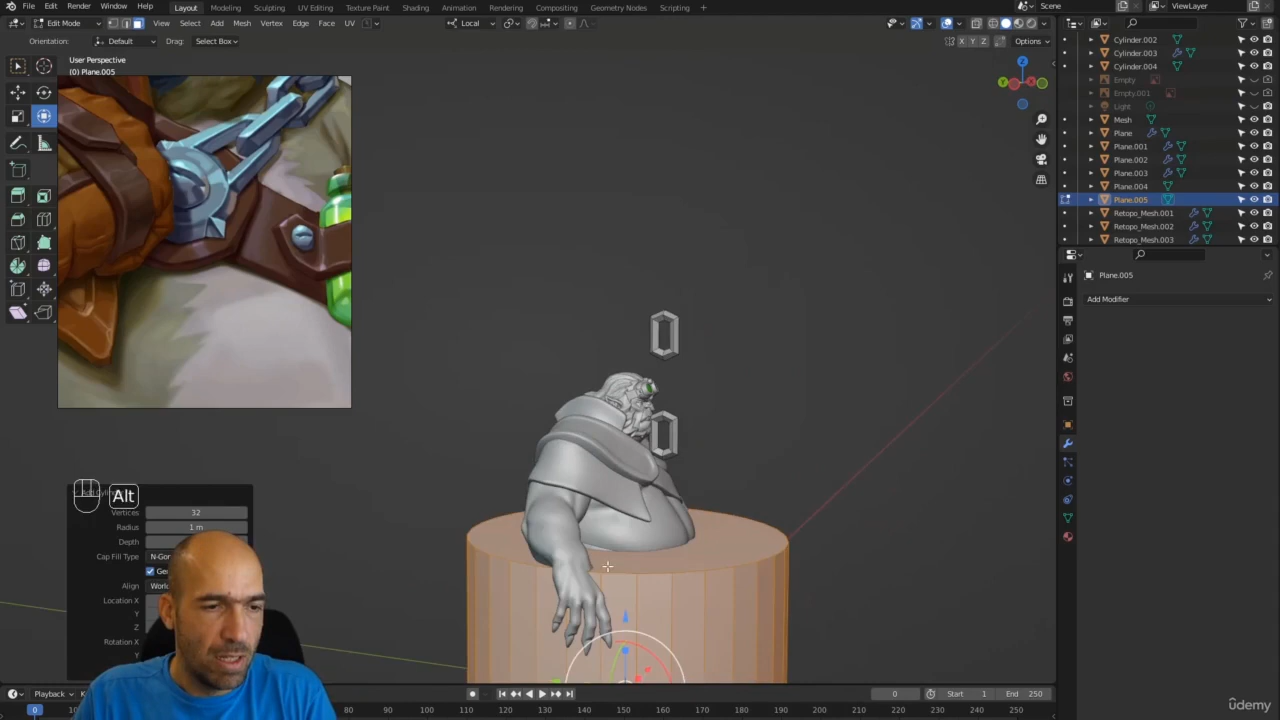 File Edit Render Window Help Layout Modeling Sculpting UV Editing Texture Paint Shading Animation Rendering Compositing Geometry Nodes Scripting Scene ViewLayer
Edit Mode View Select Add Mesh Vertex Edge Face UV Local
Orientation: Default Drag: Select Box X Y Z Options
User Perspective
(0) Plane.005
Z
Y
X
Cylinder.002
Cylinder.003
Cylinder.004
Empty
Empty.001
Light
Mesh
Plane
Plane.001
Plane.002
Plane.003
Plane.004
Plane.005
Retopo_Mesh.001
Retopo_Mesh.002
Retopo_Mesh.003
Plane.005
Add Modifier
Alt
Vertices 32
Radius 1 m
Depth
Cap Fill Type N-Gon
Align
Location X
Y
Z
Rotation X
Y
Playback 0 Start 1 End 250
0 80 90 100 110 120 130 140 150 160 170 180 190 200 210 220 230 240 250
ûdemy